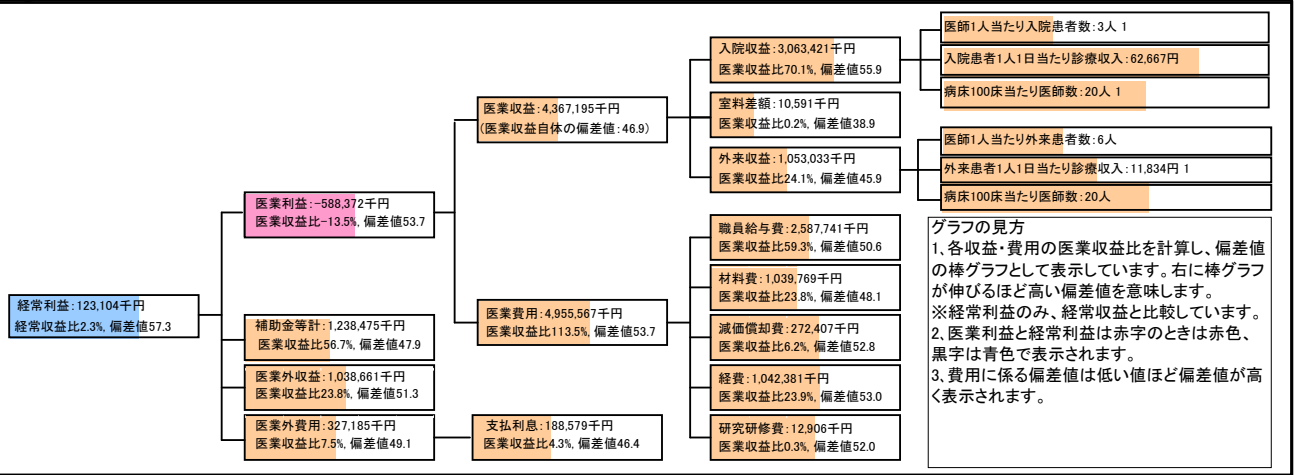 経常利益:123,104千円
経常収益比2.3%, 偏差値57.3
医業利益:-588,372千円
医業収益比-13.5%, 偏差値53.7
補助金等計:1,238,475千円
医業収益比56.7%, 偏差値47.9
医業外収益:1,038,661千円
医業収益比23.8%, 偏差値51.3
医業外費用:327,185千円
医業収益比7.5%, 偏差値49.1
支払利息:188,579千円
医業収益比4.3%, 偏差値46.4
医業収益:4,367,195千円
(医業収益自体の偏差値:46.9)
医業費用:4,955,567千円
医業収益比113.5%, 偏差値53.7
入院収益:3,063,421千円
医業収益比70.1%, 偏差値55.9
室料差額:10,591千円
医業収益比0.2%, 偏差値38.9
外来収益:1,053,033千円
医業収益比24.1%, 偏差値45.9
職員給与費:2,587,741千円
医業収益比59.3%, 偏差値50.6
材料費:1,039,769千円
医業収益比23.8%, 偏差値48.1
減価償却費:272,407千円
医業収益比6.2%, 偏差値52.8
経費:1,042,381千円
医業収益比23.9%, 偏差値53.0
研究研修費:12,906千円
医業収益比0.3%, 偏差値52.0
医師1人当たり入院患者数:3人 1
入院患者1人1日当たり診療収入:62,667円
病床100床当たり医師数:20人 1
医師1人当たり外来患者数:6人
外来患者1人1日当たり診療収入:11,834円 1
病床100床当たり医師数:20人
グラフの見方
1、各収益・費用の医業収益比を計算し、偏差値
の棒グラフとして表示しています。右に棒グラフ
が伸びるほど高い偏差値を意味します。
※経常利益のみ、経常収益と比較しています。
2、医業利益と経常利益は赤字のときは赤色、
黒字は青色で表示されます。
3、費用に係る偏差値は低い値ほど偏差値が高
く表示されます。